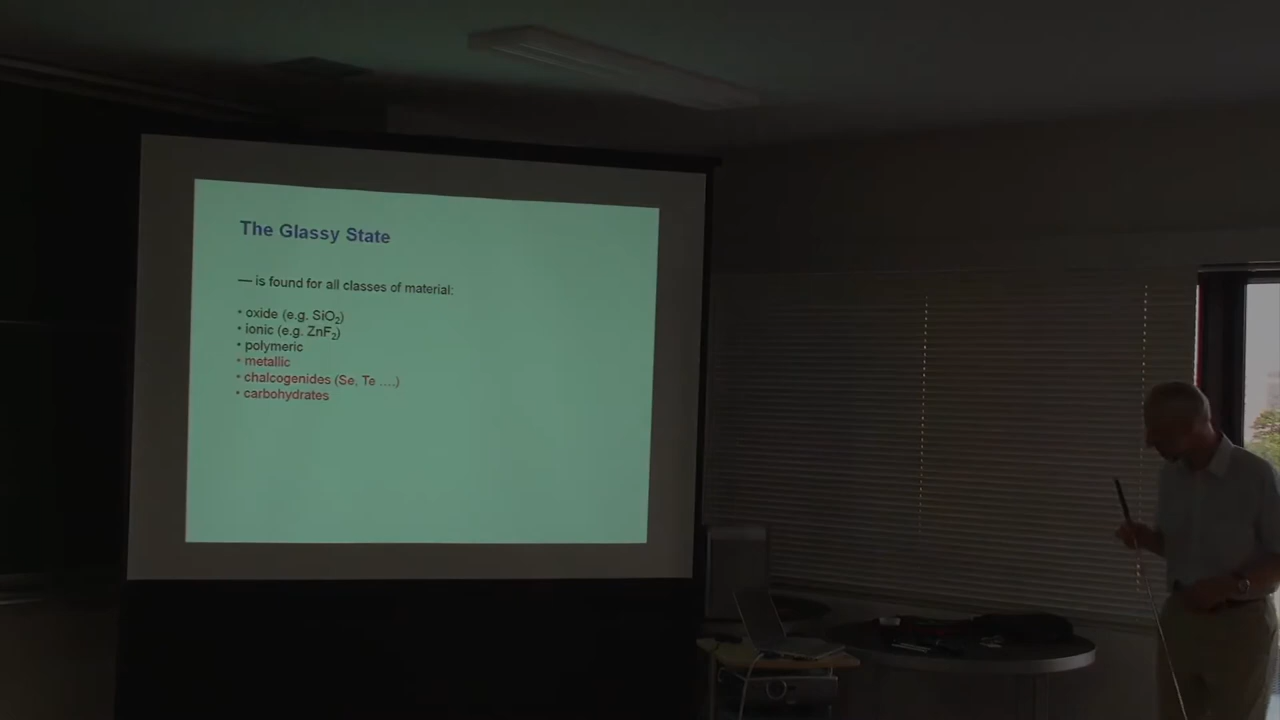 The Glassy State
— is found for all classes of material:
• oxide (e.g. SiO₂)
• ionic (e.g. ZnF₂)
• polymeric
• metallic
• chalcogenides (Se, Te ....)
• carbohydrates